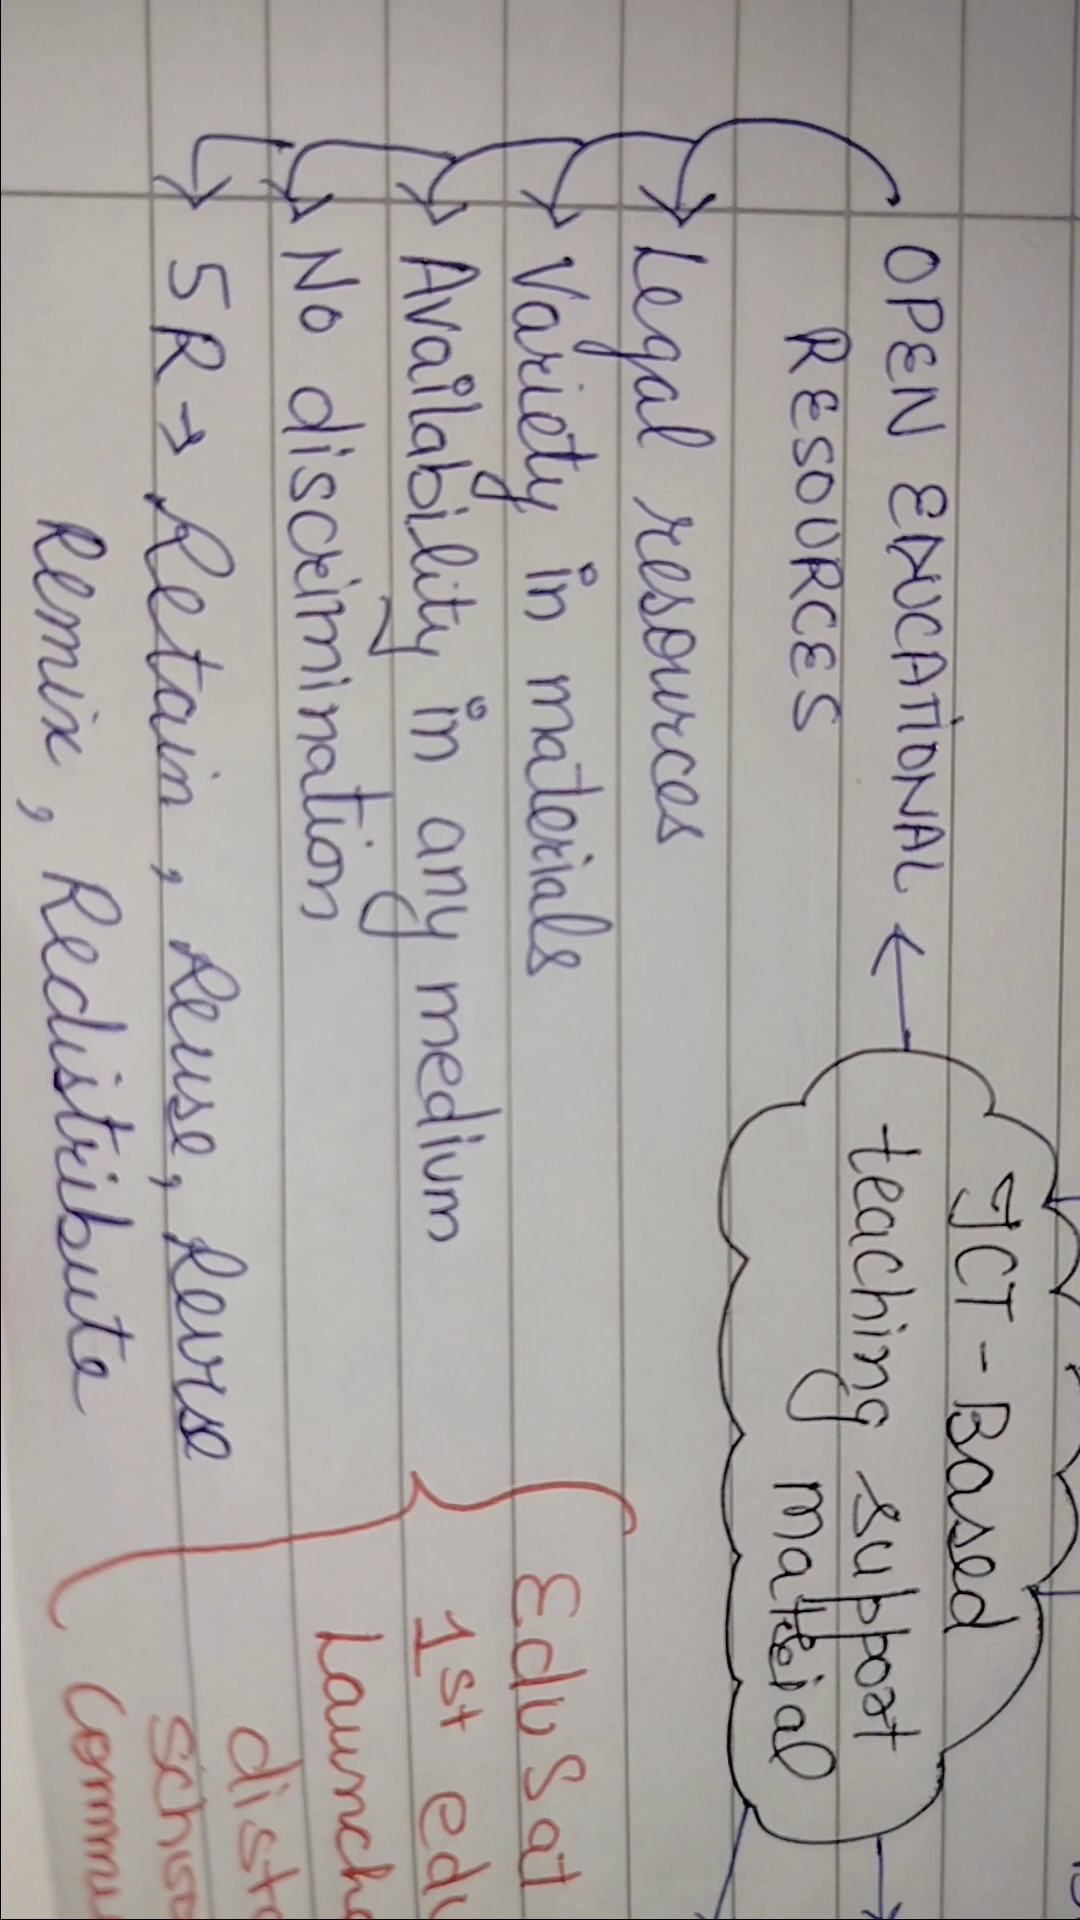 ICT-Based
teaching support
material
OPEN EDUCATIONAL
RESOURCES
Legal resources
Variety in materials
Availability in any medium
No discrimination
5R → Retain, Reuse, Revise
Remix, Redistribute
EduSat
1st